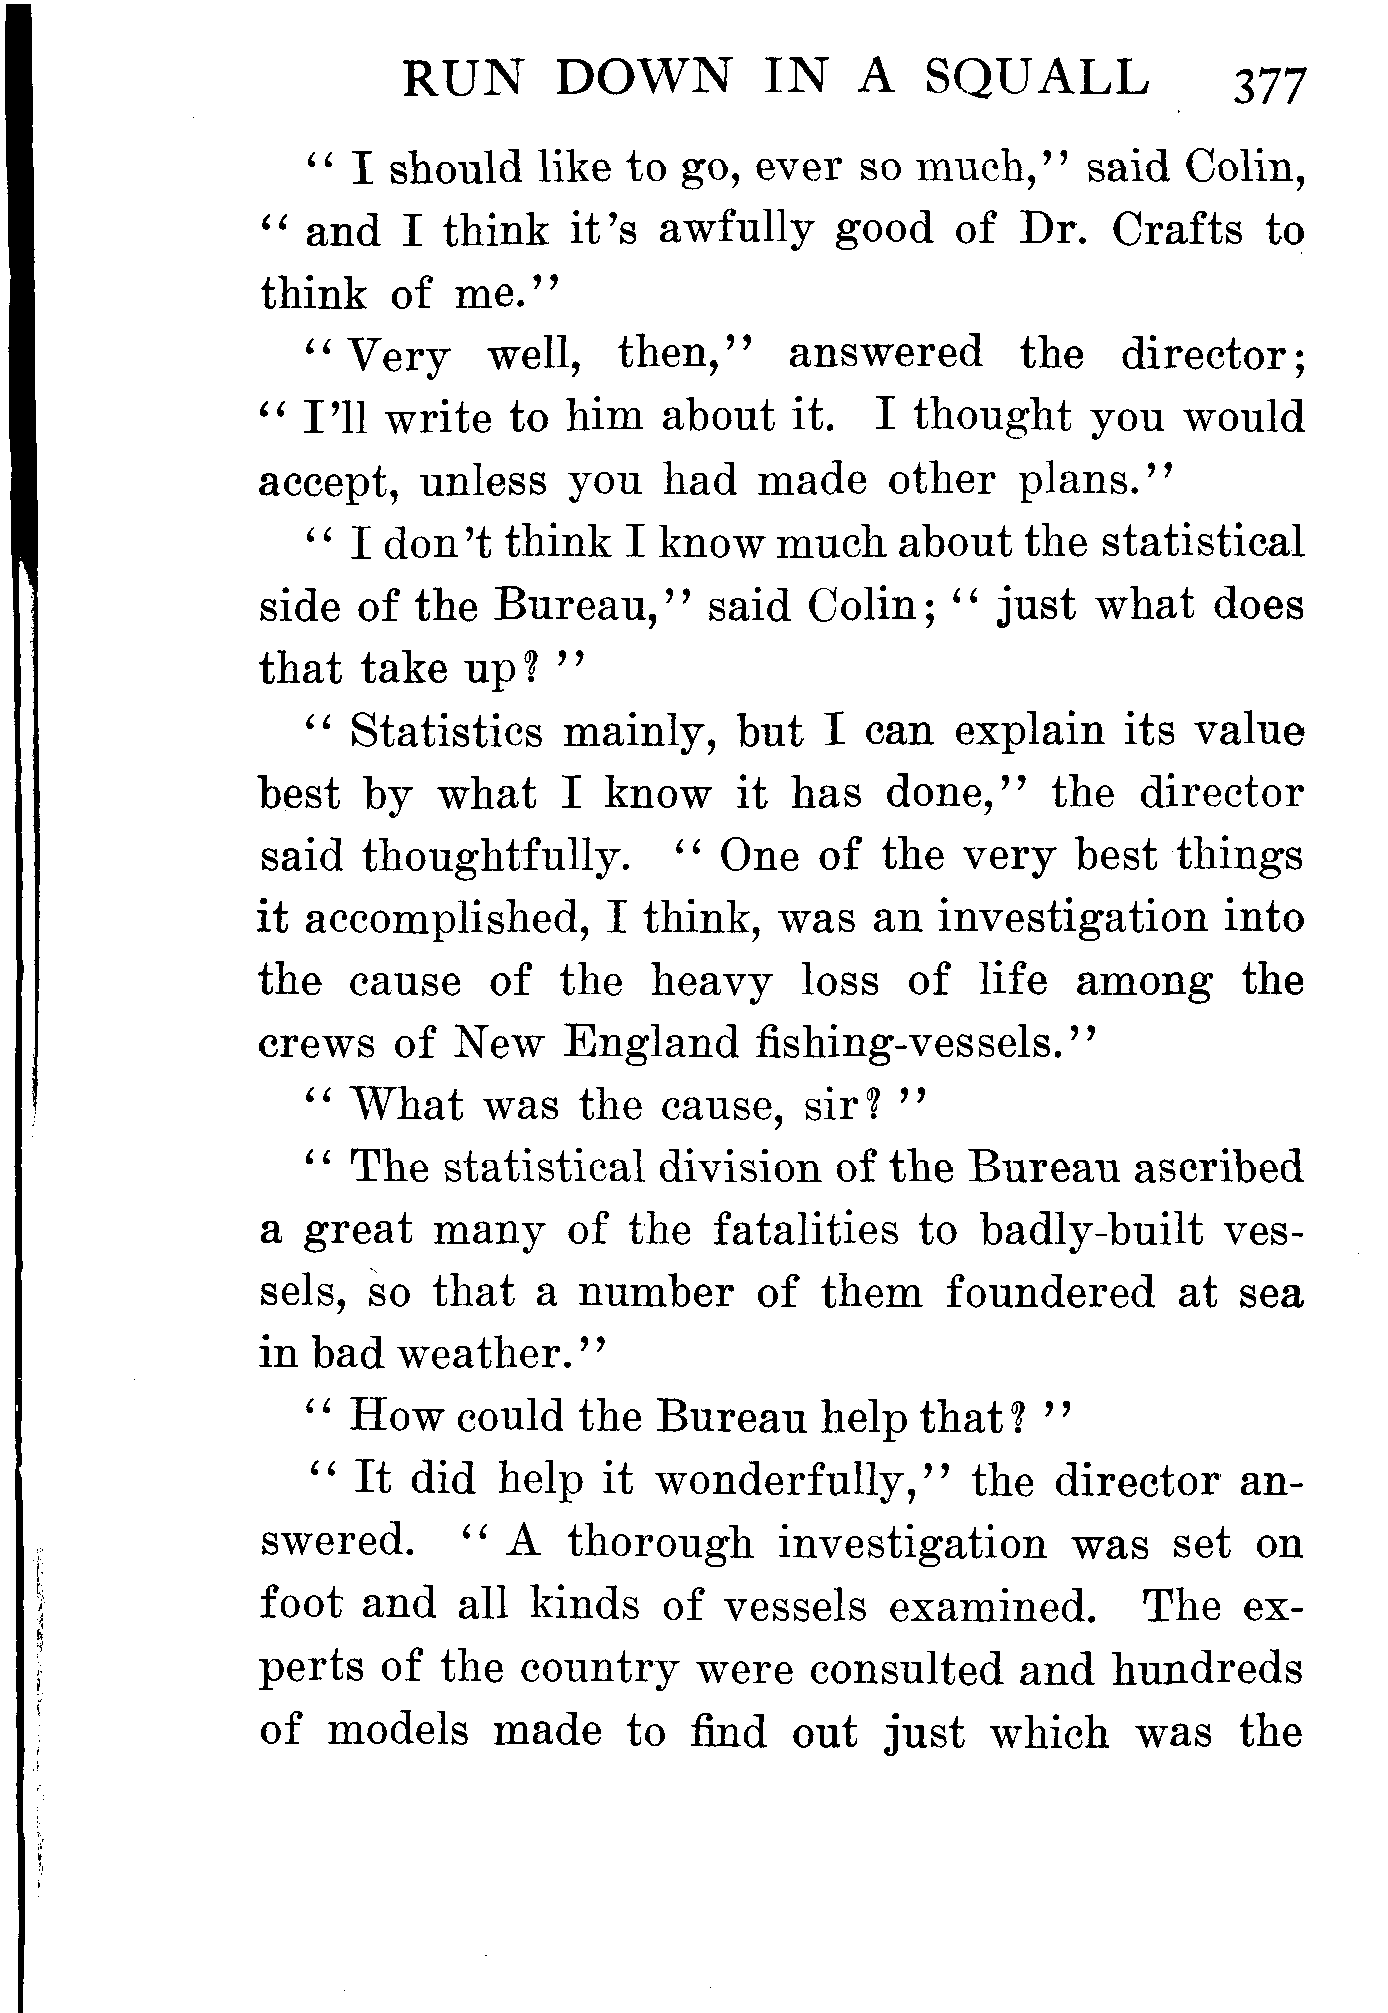 RUN DOWN IN A SQUALL 377
“ I should like to go, ever so much,” said Colin,
“ and I think it’s awfully good of Dr. Crafts to
think of me.”
“ Very well, then,” answered the director;
“ I’ll write to him about it. I thought you would
accept, unless you had made other plans.”
“ I don’t think I know much about the statistical
side of the Bureau,” said Colin; “ just what does
that take up? ”
“ Statistics mainly, but I can explain its value
best by what I know it has done,” the director
said thoughtfully. “ One of the very best things
it accomplished, I think, was an investigation into
the cause of the heavy loss of life among the
crews of New England fishing-vessels.”
“ What was the cause, sir? ”
“ The statistical division of the Bureau ascribed
a great many of the fatalities to badly-built ves-
sels, so that a number of them foundered at sea
in bad weather.”
“ How could the Bureau help that? ”
“ It did help it wonderfully,” the director an-
swered. “ A thorough investigation was set on
foot and all kinds of vessels examined. The ex-
perts of the country were consulted and hundreds
of models made to find out just which was the